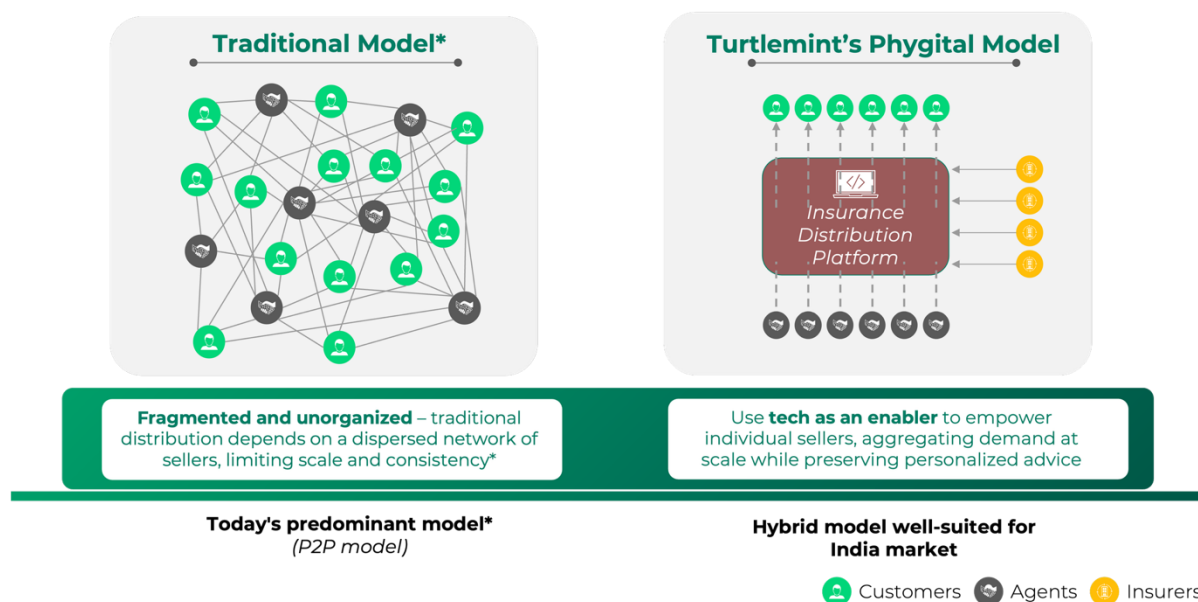 Traditional Model*
Turtlemint’s Phygital Model
</>
Insurance
Distribution
Platform
Fragmented and unorganized – traditional
distribution depends on a dispersed network of
sellers, limiting scale and consistency*
Use tech as an enabler to empower
individual sellers, aggregating demand at
scale while preserving personalized advice
Today's predominant model*
(P2P model)
Hybrid model well-suited for
India market
Customers
Agents
Insurers